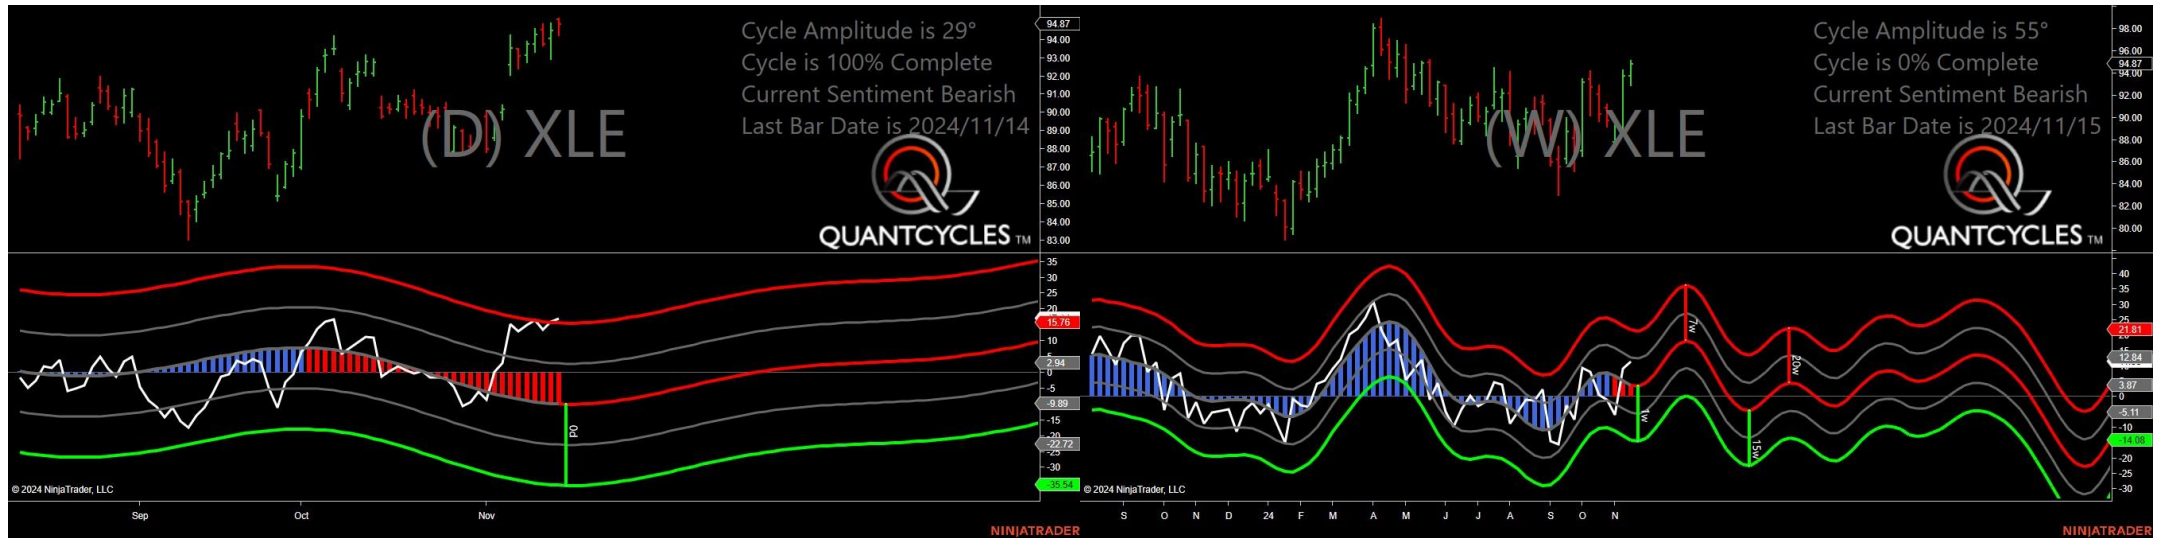 Cycle Amplitude is 29°
Cycle is 100% Complete
Current Sentiment Bearish
Last Bar Date is 2024/11/14
(D) XLE
QUANTCYCLES TM
94.87
94.00
93.00
92.00
91.00
90.00
89.00
88.00
87.00
86.00
85.00
84.00
83.00
35
30
25
20
15.76
10
5
2.94
0
-5
-9.89
-15
-20
-22.72
-25
-30
-35.54
0d
© 2024 NinjaTrader, LLC
Sep Oct Nov
NINJATRADER
Cycle Amplitude is 55°
Cycle is 0% Complete
Current Sentiment Bearish
Last Bar Date is 2024/11/15
(W) XLE
QUANTCYCLES TM
98.00
96.00
94.87
94.00
92.00
90.00
88.00
86.00
84.00
82.00
80.00
40
35
30
25
21.81
15
12.84
3.87
0
-5.11
-10
-14.08
-20
-25
-30
1w
7w
15w
20w
© 2024 NinjaTrader, LLC
S O N D 24 F M A M J J A S O N
NINJATRADER